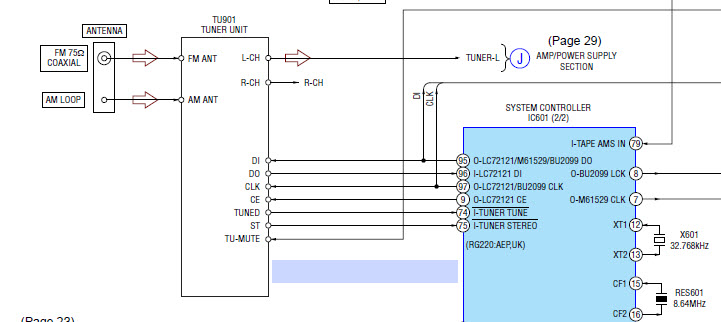 TU901
TUNER UNIT
ANTENNA
FM 75Ω
COAXIAL
AM LOOP
FM ANT
AM ANT
L-CH
R-CH
R-CH
TUNER-L
J
(Page 29)
AMP/POWER SUPPLY
SECTION
DI
CLK
SYSTEM CONTROLLER
IC601 (2/2)
I-TAPE AMS IN 79
DI
95 O-LC72121/M61529/BU2099 DO
DO
96 I-LC72121 DI
O-BU2099 LCK 8
CLK
97 O-LC72121/BU2099 CLK
CE
9 O-LC72121 CE
O-M61529 CLK 7
TUNED
74 I-TUNER TUNE
ST
75 I-TUNER STEREO
TU-MUTE
(RG220:AEP,UK)
XT1 12
X601
32.768kHz
XT2 13
CF1 15
RES601
8.64MHz
CF2 16
(Page 23)